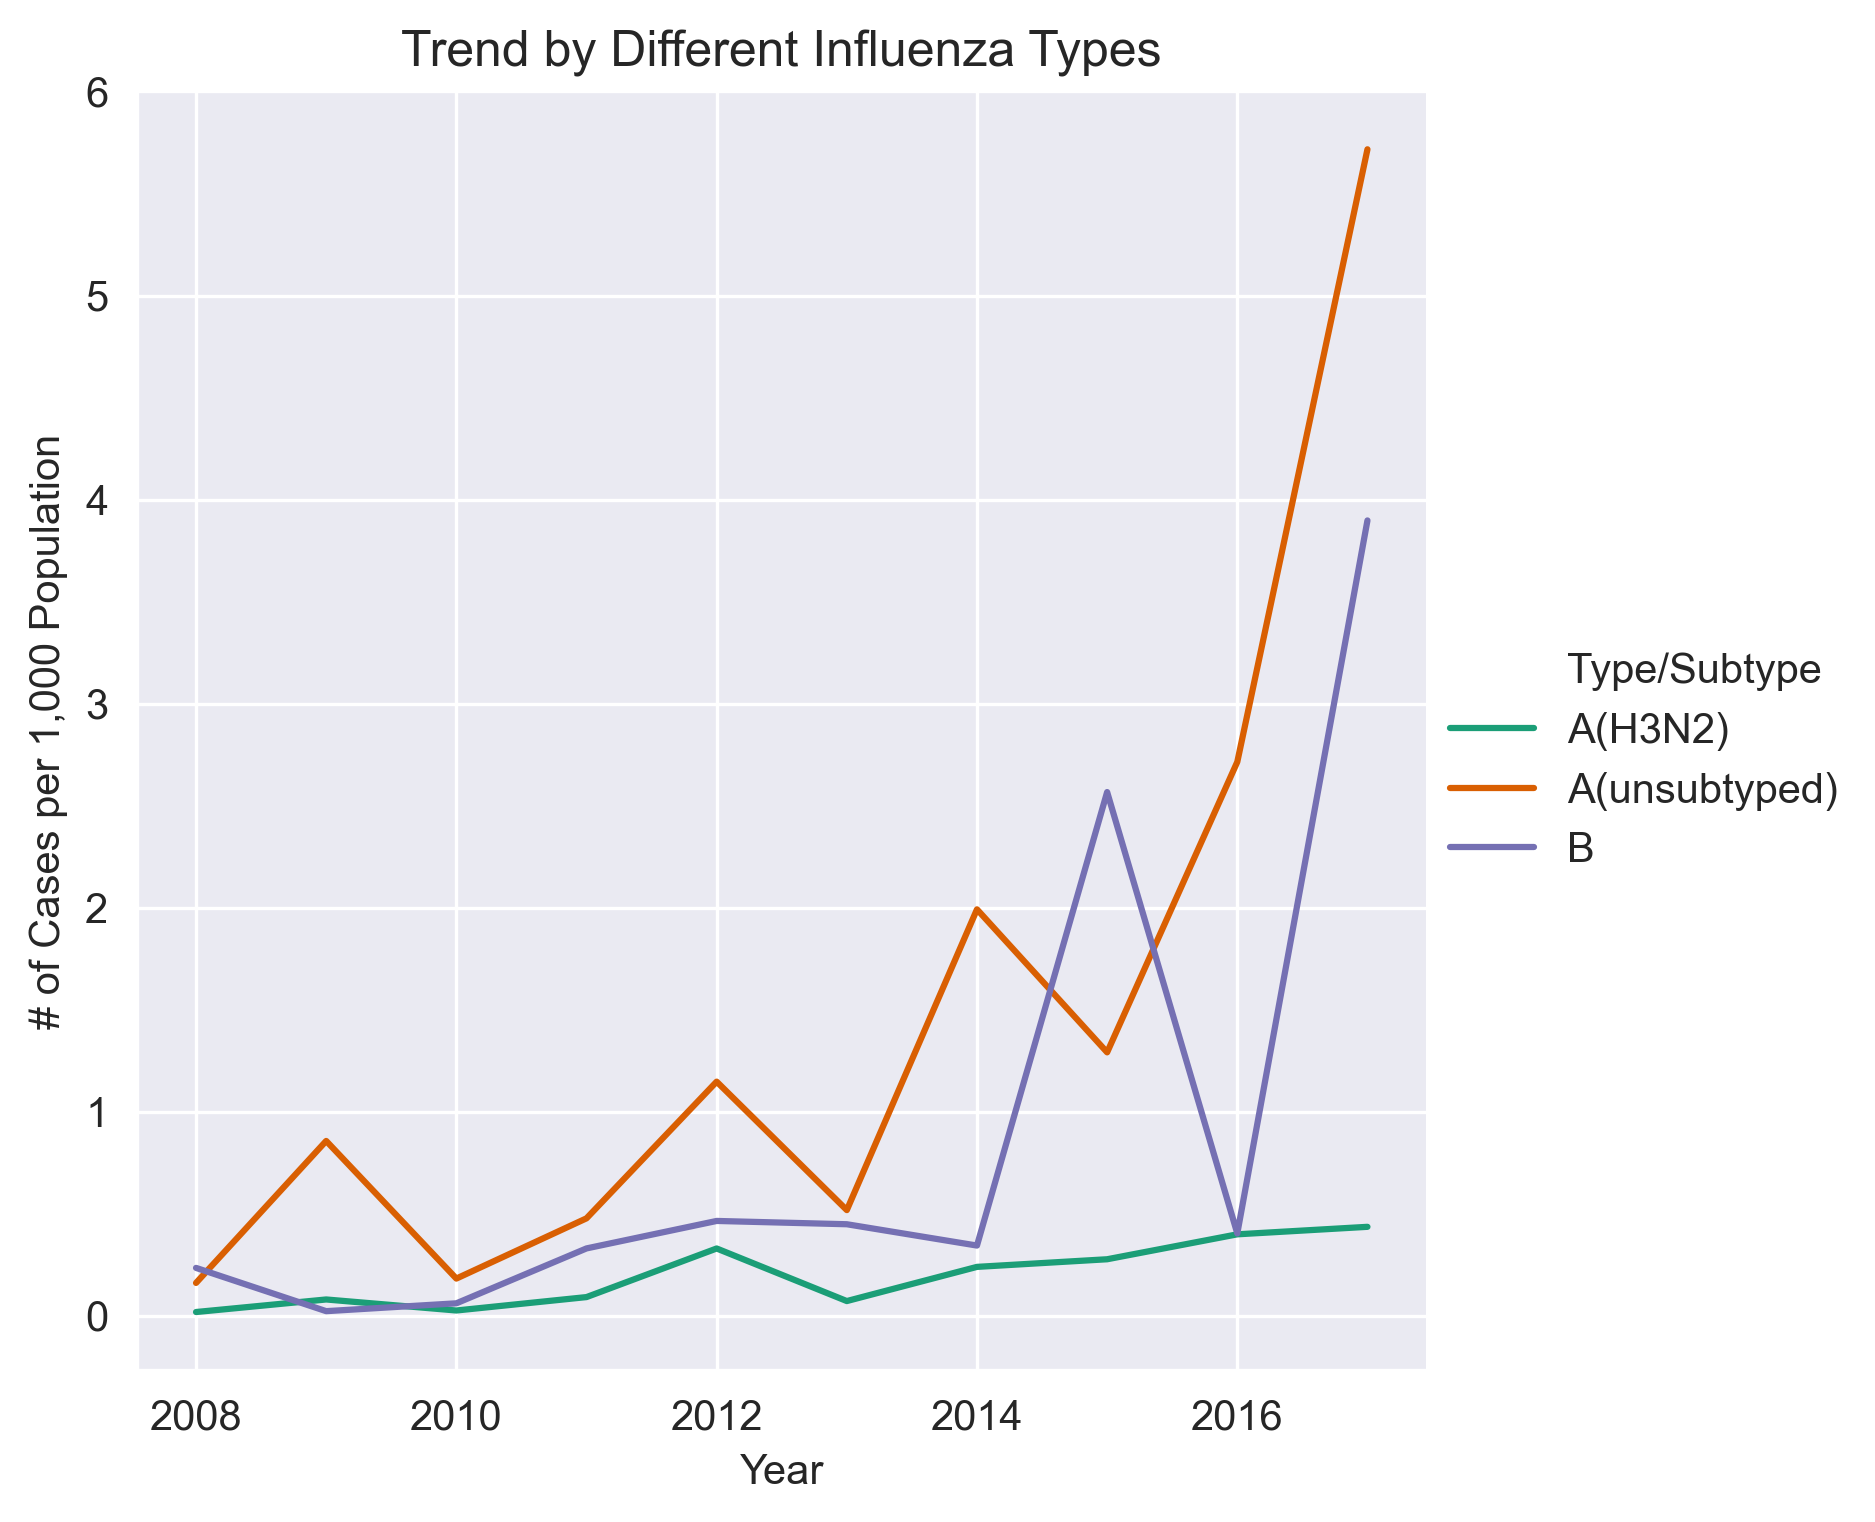 Trend by Different Influenza Types
6
5
4
3
2
1
0
# of Cases per 1,000 Population
2008 2010 2012 2014 2016
Year
Type/Subtype
A(H3N2)
A(unsubtyped)
B